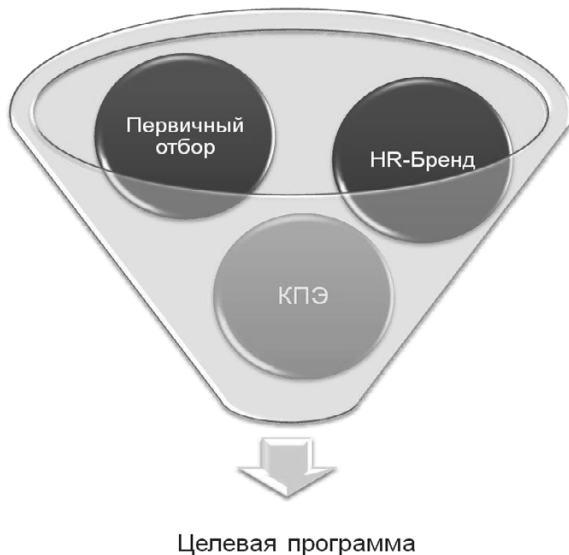 Первичный
отбор
HR-Бренд
КПЭ
Целевая программа